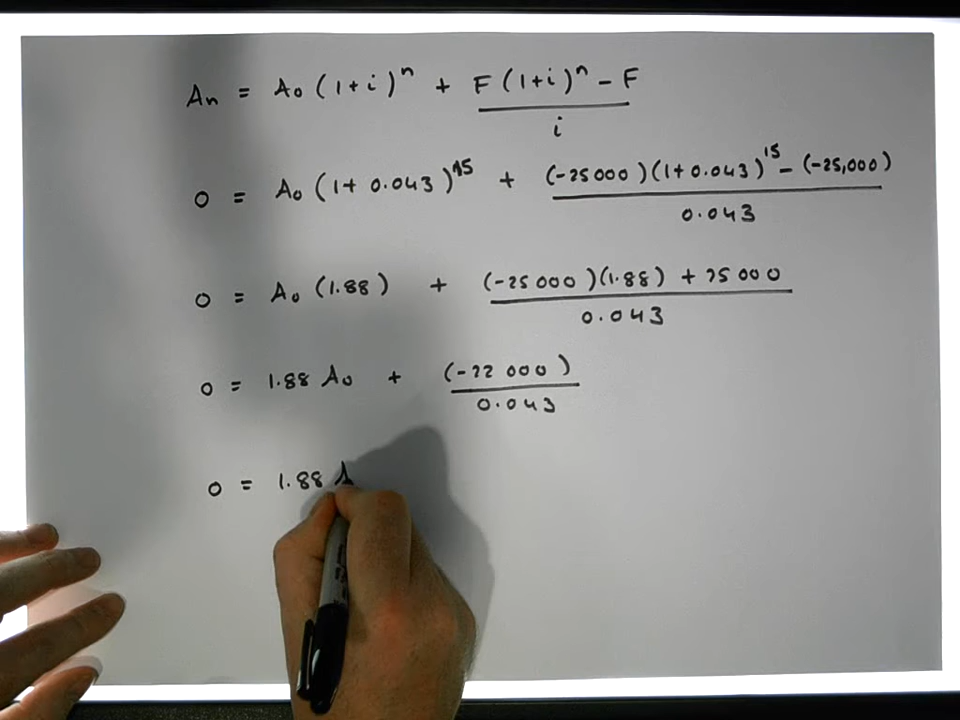 An = A₀(1+i)ⁿ + F(1+i)ⁿ - F / i
0 = A₀(1+0.043)¹⁵ + (-25000)(1+0.043)¹⁵ - (-25,000) / 0.043
0 = A₀(1.88) + (-25000)(1.88) + 25000 / 0.043
0 = 1.88 A₀ + (-22 000) / 0.043
0 = 1.88 A